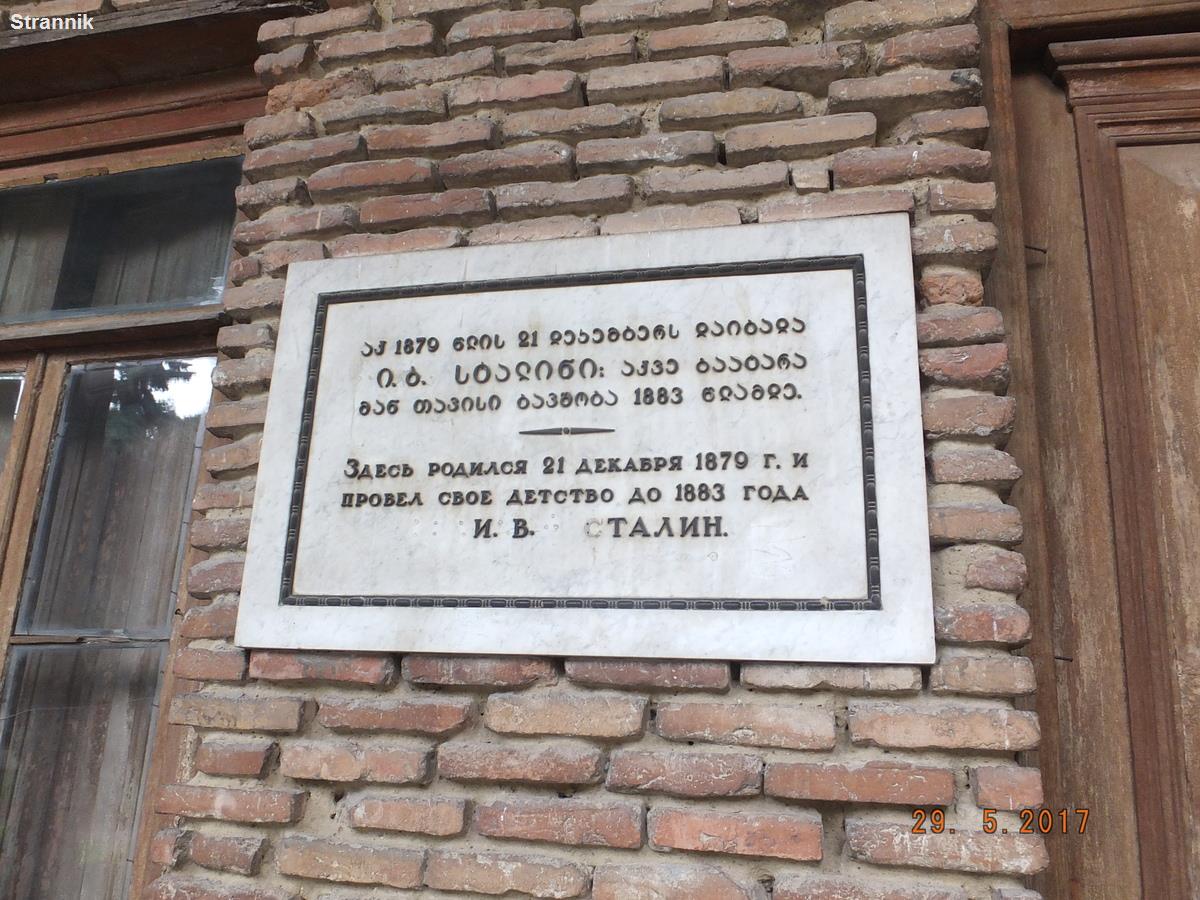 Strannik
აქ 1879 წლის 21 დეკემბერს დაიბადა
ი. ბ. სტალინი: აქვე გაატარა
მან თავისი ბავშობა 1883 წლამდე.
Здесь родился 21 декабря 1879 г. и
провел свое детство до 1883 года
И. В. Сталин.
29. 5.2017